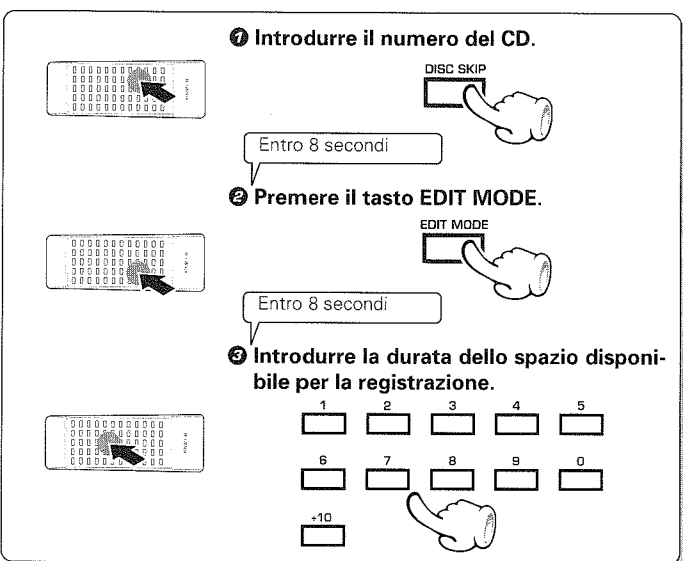 ❶ Introdurre il numero del CD.
DISC SKIP
Entro 8 secondi
❷ Premere il tasto EDIT MODE.
EDIT MODE
Entro 8 secondi
❸ Introdurre la durata dello spazio disponi-
bile per la registrazione.
1 2 3 4 5
6 7 8 9 0
+10